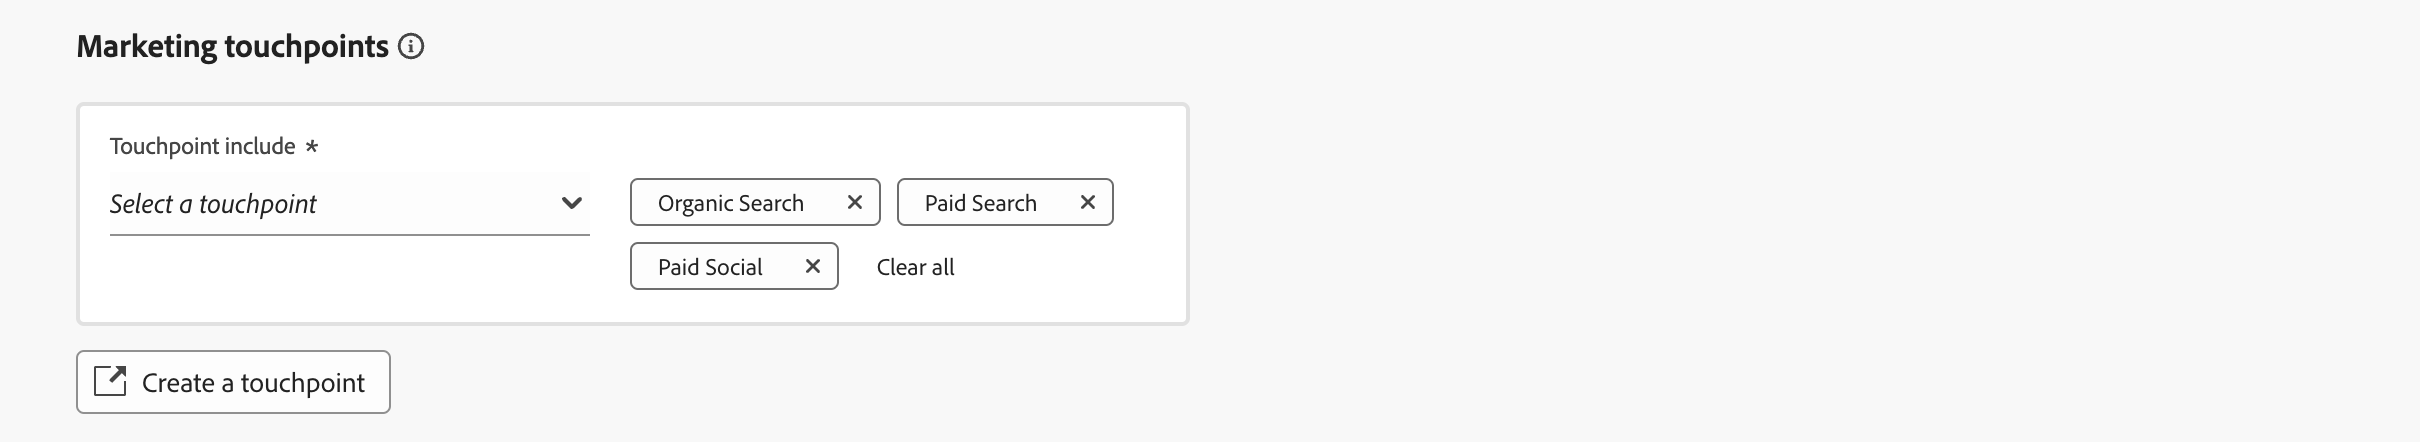 Marketing touchpoints
Touchpoint include *
Select a touchpoint
Organic Search
Paid Search
Paid Social
Clear all
Create a touchpoint